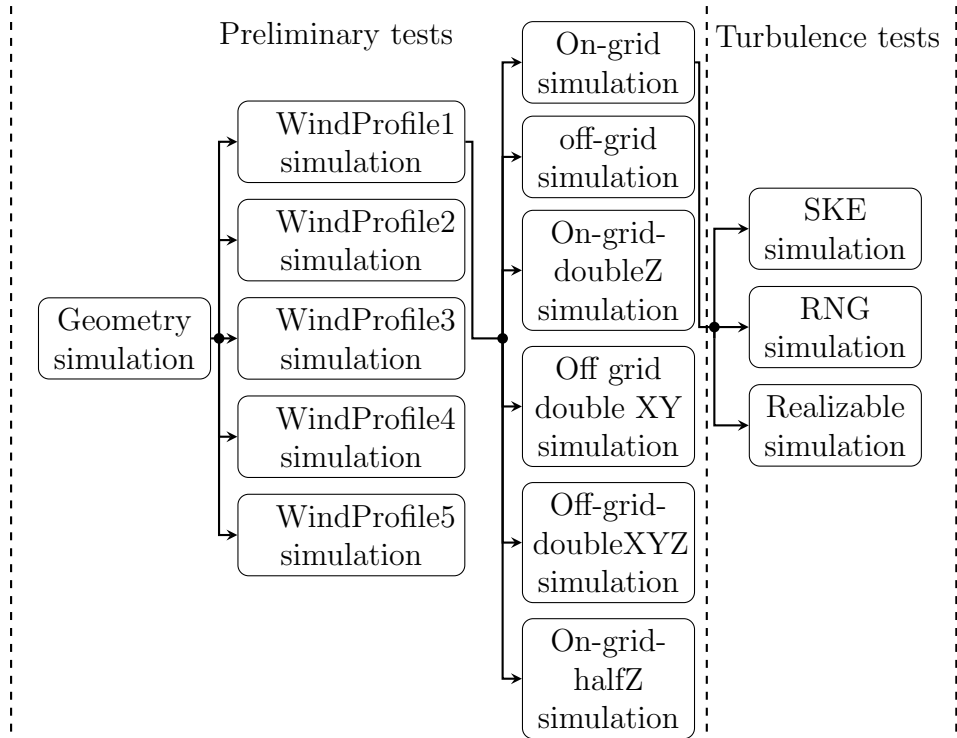 Preliminary tests
Turbulence tests
Geometry
simulation
WindProfile1
simulation
WindProfile2
simulation
WindProfile3
simulation
WindProfile4
simulation
WindProfile5
simulation
On-grid
simulation
off-grid
simulation
On-grid-
doubleZ
simulation
Off grid
double XY
simulation
Off-grid-
doubleXYZ
simulation
On-grid-
halfZ
simulation
SKE
simulation
RNG
simulation
Realizable
simulation